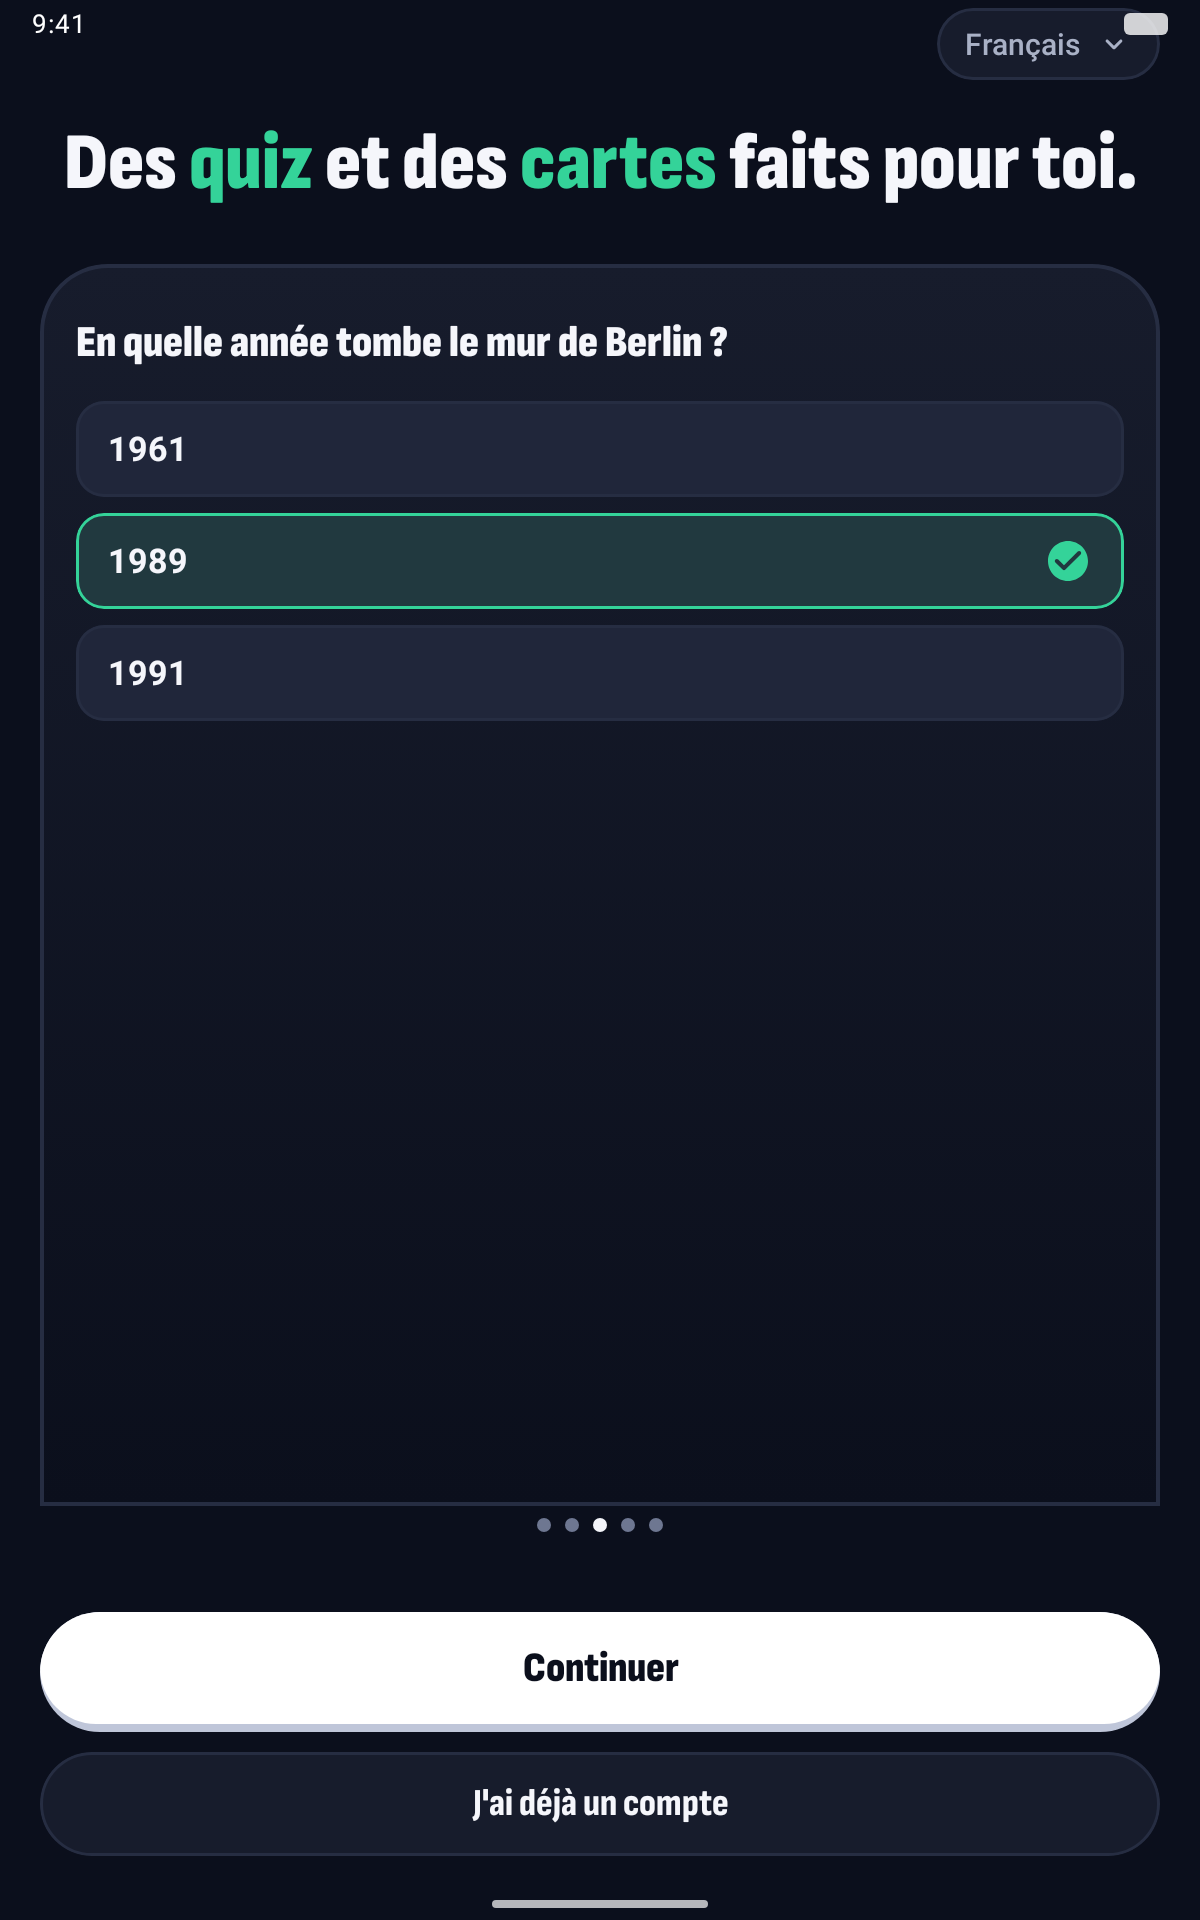 9:41
Français
Des quiz et des cartes faits pour toi.
En quelle année tombe le mur de Berlin ?
1961
1989
1991
Continuer
J'ai déjà un compte